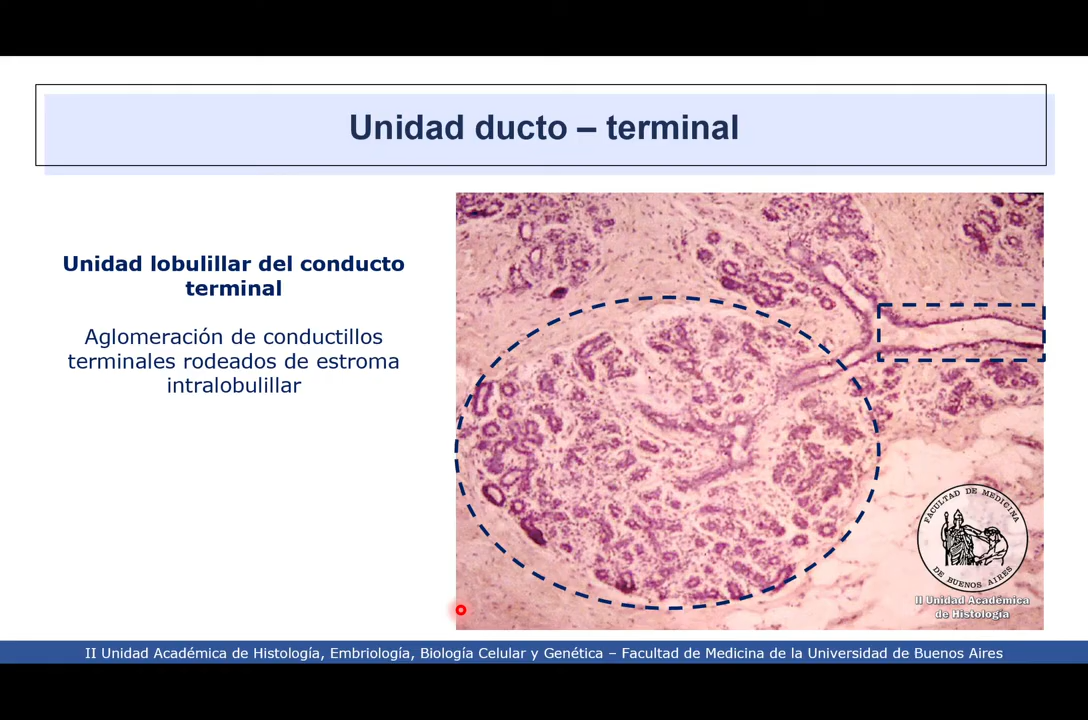 Unidad ducto – terminal
Unidad lobulillar del conducto
terminal
Aglomeración de conductillos
terminales rodeados de estroma
intralobulillar
FACULTAD DE MEDICINA
DE BUENOS AIRES
II Unidad Académica
de Histología
II Unidad Académica de Histología, Embriología, Biología Celular y Genética – Facultad de Medicina de la Universidad de Buenos Aires